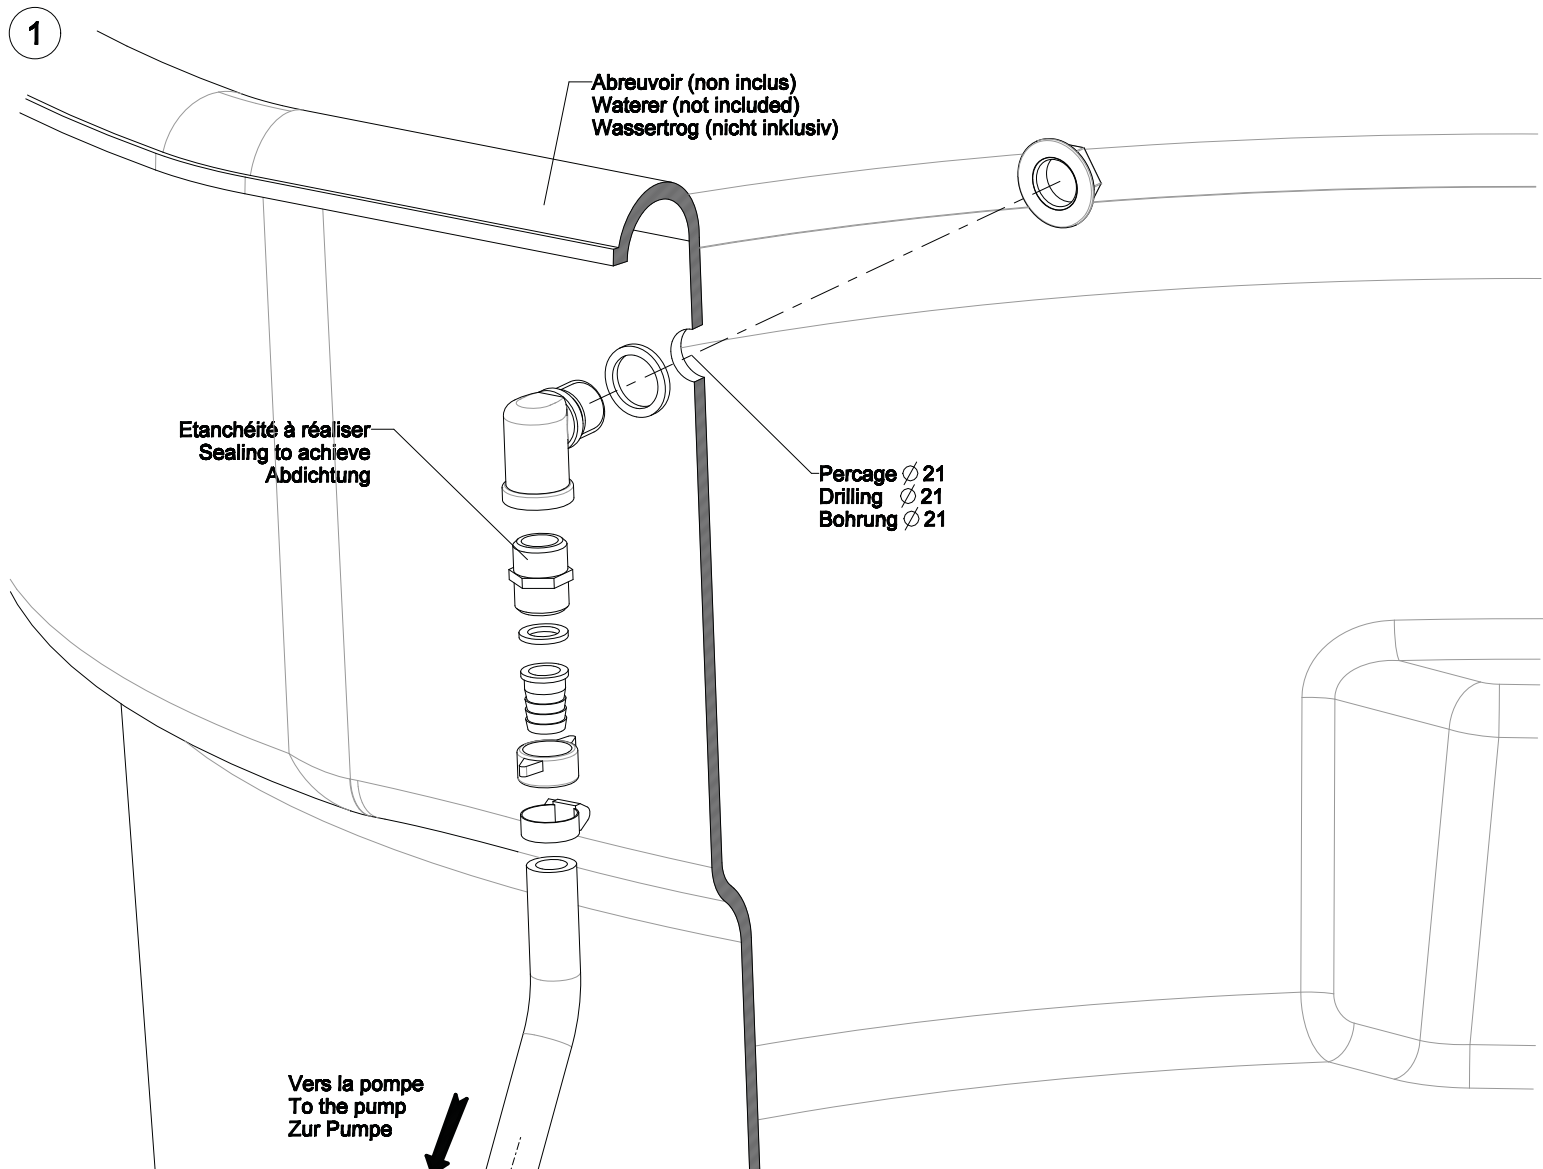 1
Abreuvoir (non inclus)
Waterer (not included)
Wassertrog (nicht inklusiv)
Etanchéité à réaliser
Sealing to achieve
Abdichtung
Percage ∅ 21
Drilling ∅ 21
Bohrung ∅ 21
Vers la pompe
To the pump
Zur Pumpe